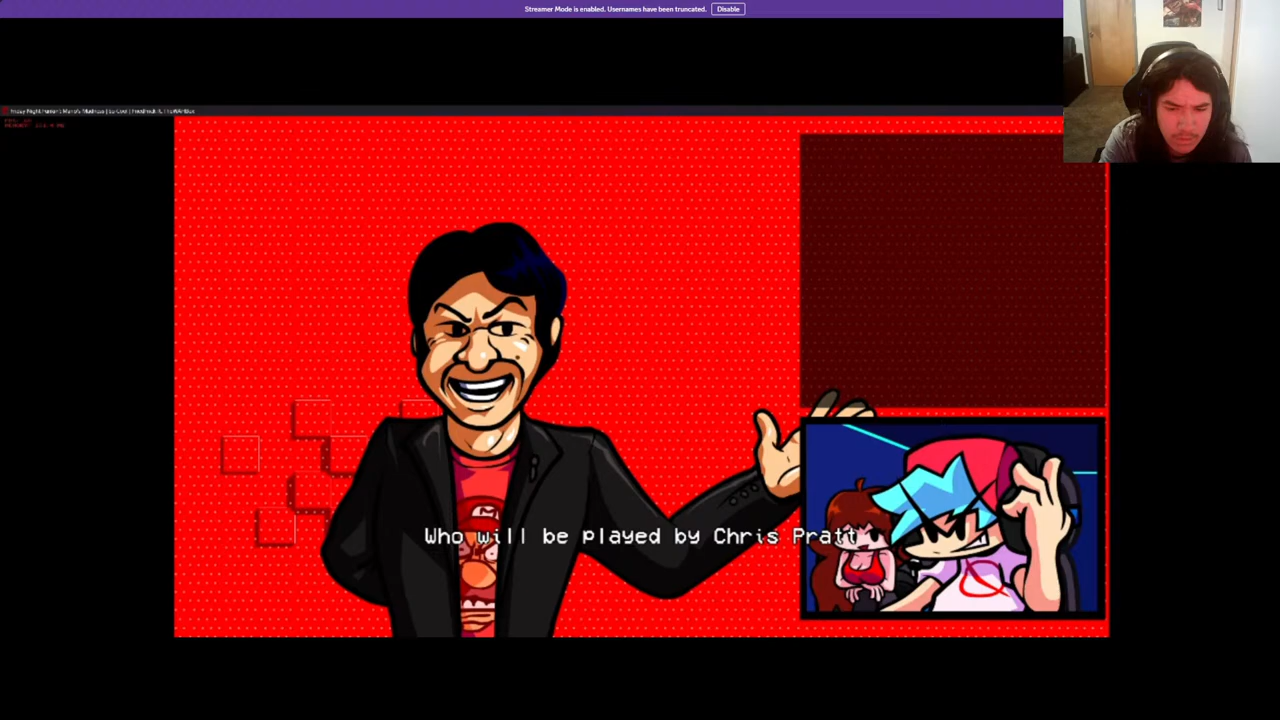 Streamer Mode is enabled. Usernames have been truncated. Disable
Who will be played by Chris Pratt
M